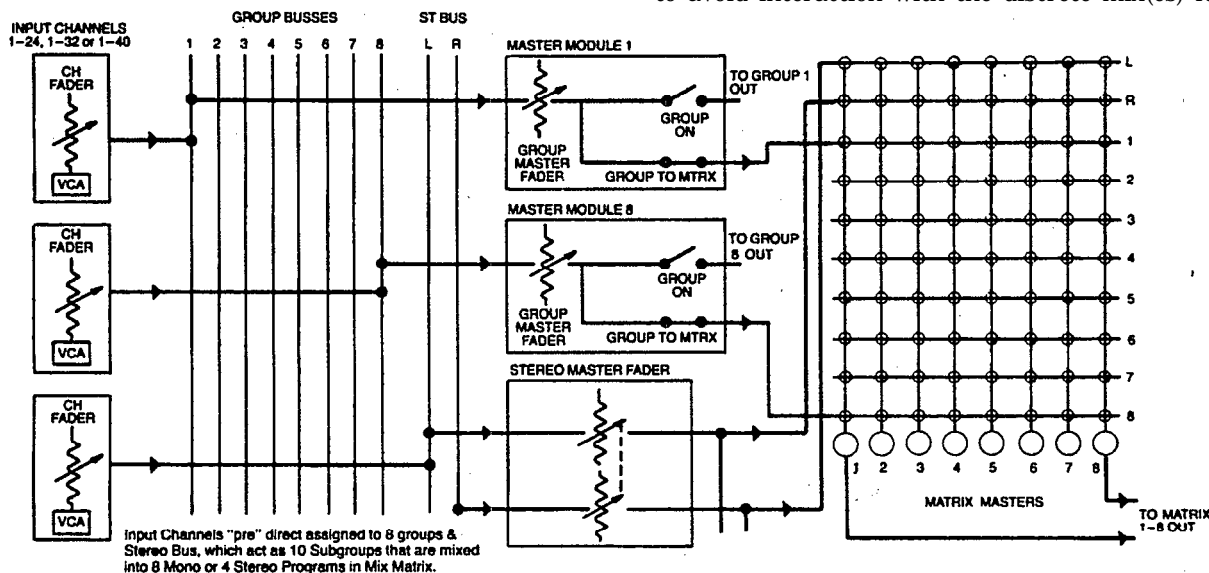 INPUT CHANNELS
1–24, 1–32 or 1–40
CH
FADER
VCA
CH
FADER
VCA
CH
FADER
VCA
GROUP BUSSES
1 2 3 4 5 6 7 8
ST BUS
L R
MASTER MODULE 1
TO GROUP 1
OUT
GROUP
ON
GROUP
MASTER
FADER
GROUP TO MTRX
MASTER MODULE 8
TO GROUP
8 OUT
GROUP
ON
GROUP
MASTER
FADER
GROUP TO MTRX
STEREO MASTER FADER
L
R
1
2
3
4
5
6
7
8
1 2 3 4 5 6 7 8
MATRIX MASTERS
TO MATRIX
1–8 OUT
Input Channels "pre" direct assigned to 8 groups &
Stereo Bus, which act as 10 Subgroups that are mixed
into 8 Mono or 4 Stereo Programs in Mix Matrix.